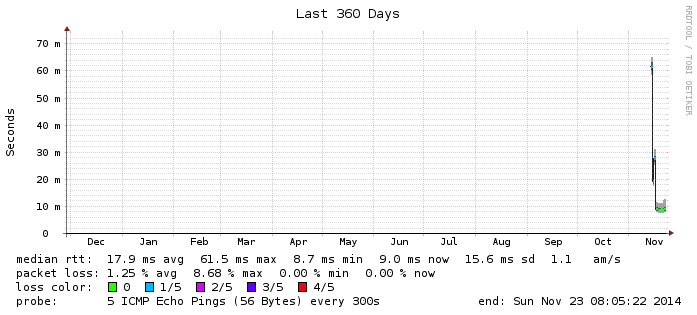 Last 360 Days
RRDTOOL / TOBI OETIKER
Seconds
70 m
60 m
50 m
40 m
30 m
20 m
10 m
0
Dec Jan Feb Mar Apr May Jun Jul Aug Sep Oct Nov
median rtt: 17.9 ms avg 61.5 ms max 8.7 ms min 9.0 ms now 15.6 ms sd 1.1 am/s
packet loss: 1.25 % avg 8.68 % max 0.00 % min 0.00 % now
loss color: 0 1/5 2/5 3/5 4/5
probe: 5 ICMP Echo Pings (56 Bytes) every 300s end: Sun Nov 23 08:05:22 2014